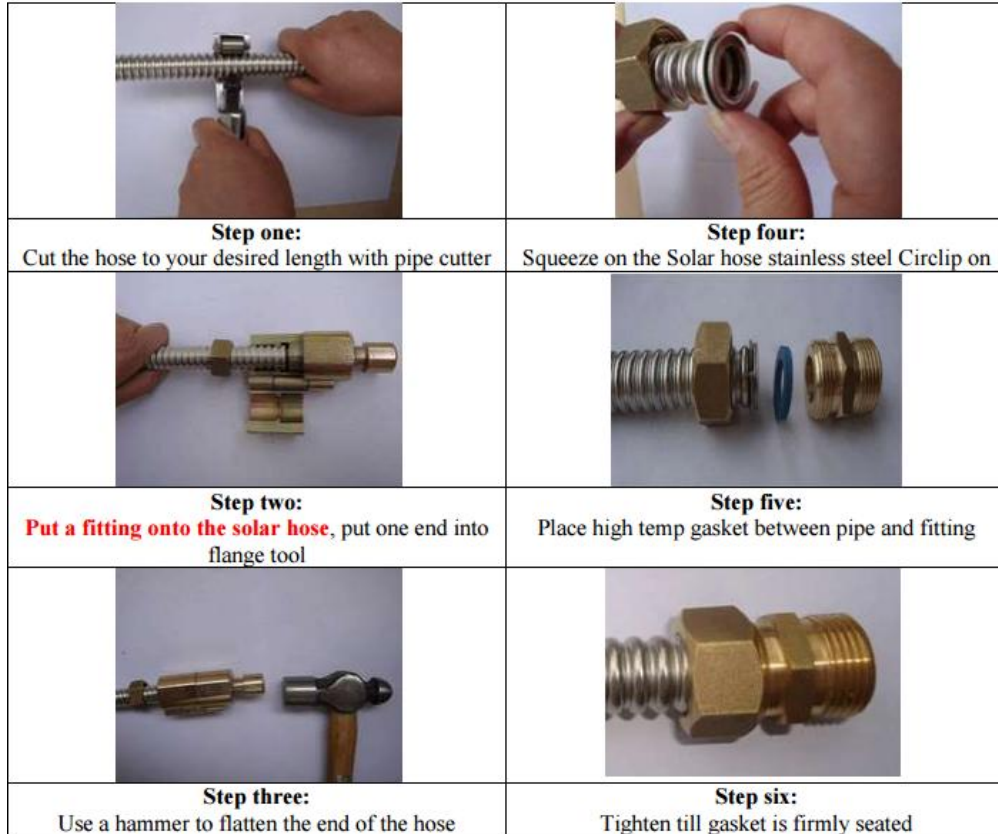 Step one:
Cut the hose to your desired length with pipe cutter
Step four:
Squeeze on the Solar hose stainless steel Circlip on
Step two:
Put a fitting onto the solar hose, put one end into
flange tool
Step five:
Place high temp gasket between pipe and fitting
Step three:
Use a hammer to flatten the end of the hose
Step six:
Tighten till gasket is firmly seated